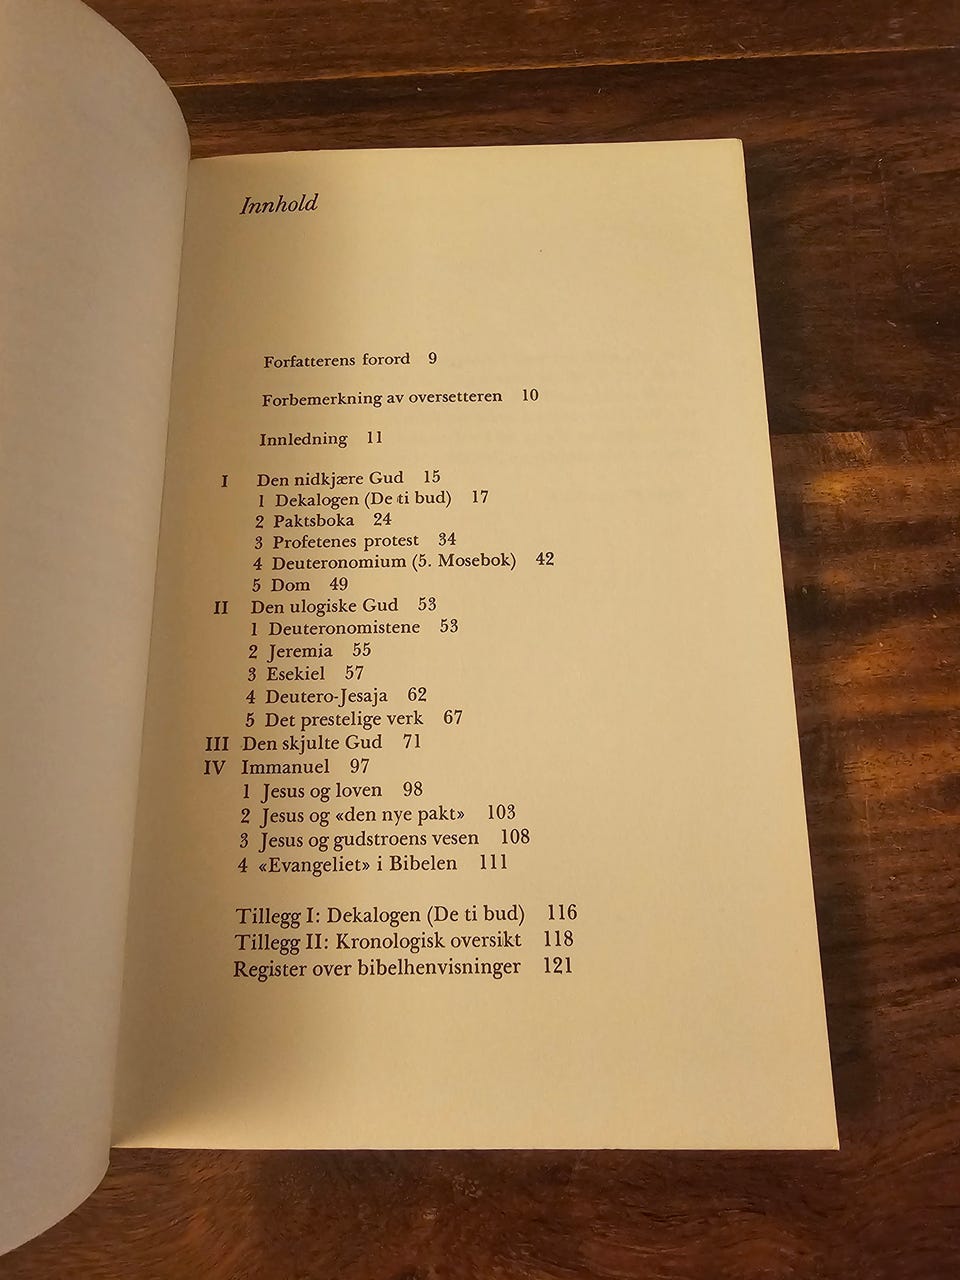 Innhold
Forfatterens forord 9
Forbemerkning av oversetteren 10
Innledning 11
I Den nidkjære Gud 15
1 Dekalogen (De ti bud) 17
2 Paktsboka 24
3 Profetenes protest 34
4 Deuteronomium (5. Mosebok) 42
5 Dom 49
II Den ulogiske Gud 53
1 Deuteronomistene 53
2 Jeremia 55
3 Esekiel 57
4 Deutero-Jesaja 62
5 Det prestelige verk 67
III Den skjulte Gud 71
IV Immanuel 97
1 Jesus og loven 98
2 Jesus og «den nye pakt» 103
3 Jesus og gudstroens vesen 108
4 «Evangeliet» i Bibelen 111
Tillegg I: Dekalogen (De ti bud) 116
Tillegg II: Kronologisk oversikt 118
Register over bibelhenvisninger 121